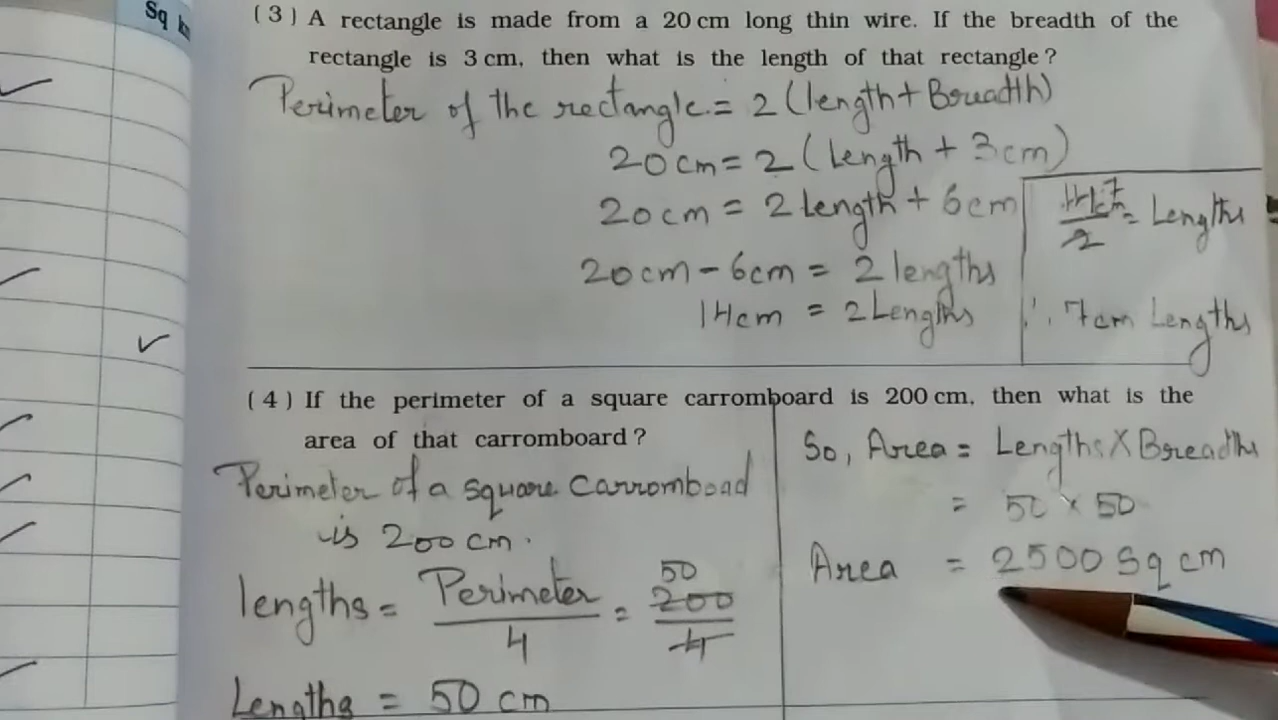 Sq
( 3 ) A rectangle is made from a 20 cm long thin wire. If the breadth of the
rectangle is 3 cm, then what is the length of that rectangle ?
Perimeter of the rectangle = 2 (length + Breadth)
20 cm = 2 (Length + 3 cm)
20 cm = 2 Length + 6 cm
20 cm - 6 cm = 2 lengths
14 cm = 2 Lengths
14 cm 7
2
= Lengths
∴ 7 cm Lengths
( 4 ) If the perimeter of a square carromboard is 200 cm, then what is the
area of that carromboard ?
Perimeter of a square carromboad
is 200 cm.
lengths = Perimeter / 4 = 200 / 4
50
Lengths = 50 cm
So, Area = Lengths X Breadths
= 50 × 50
Area = 2500 Sq cm